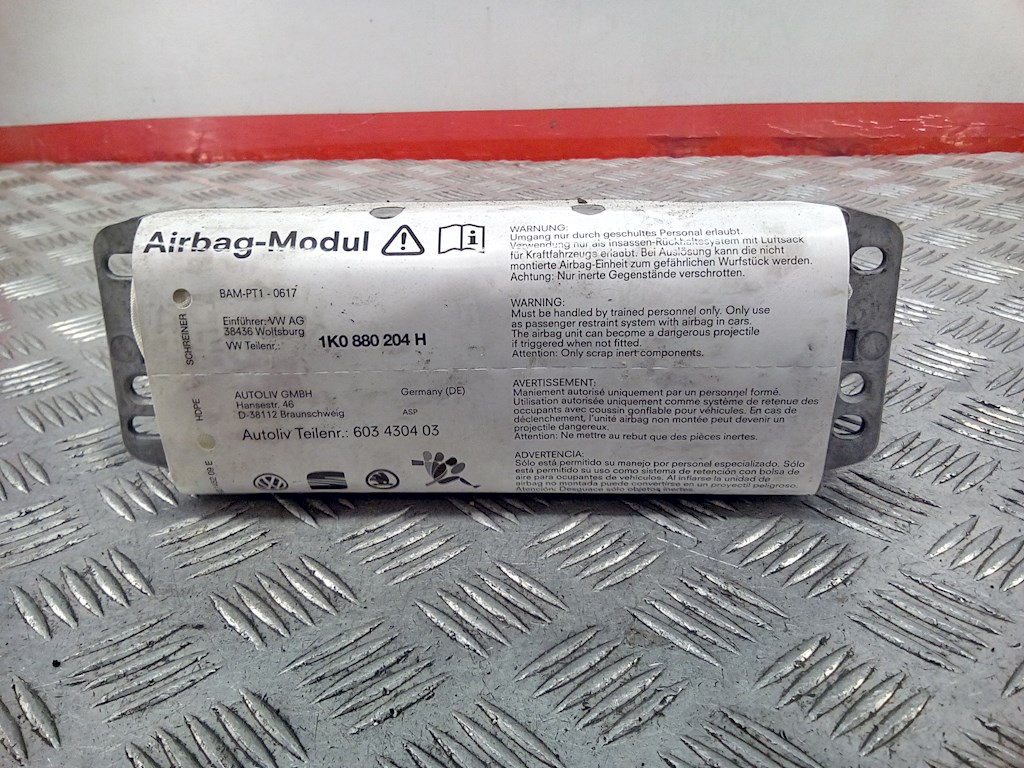 Airbag-Modul
BAM-PT1 - 0617
Einführer: VW AG
38436 Wolfsburg
VW Teilenr.:
1K0 880 204 H
SCHREINER
HDPE
AUTOLIV GMBH
Hansestr. 46
D-38112 Braunschweig
Germany (DE)
ASP
Autoliv Teilenr.: 603 4304 03
WARNUNG:
Umgang nur durch geschultes Personal erlaubt.
Verwendung nur als Insassen-Rückhaltesystem mit Luftsack
für Kraftfahrzeuge erlaubt. Bei Auslösung kann die nicht
montierte Airbag-Einheit zum gefährlichen Wurfstück werden.
Achtung: Nur inerte Gegenstände verschrotten.
WARNING:
Must be handled by trained personnel only. Only use
as passenger restraint system with airbag in cars.
The airbag unit can become a dangerous projectile
if triggered when not fitted.
Attention: Only scrap inert components.
AVERTISSEMENT:
Maniement autorisé uniquement par un personnel formé.
Utilisation autorisée uniquement comme système de retenue des
occupants avec coussin gonflable pour véhicules. En cas de
déclenchement, l'unité airbag non montée peut devenir un
projectile dangereux.
Attention: Ne mettre au rebut que des pièces inertes.
ADVERTENCIA:
Sólo está permitido su manejo por personal especializado. Sólo
está permitido su uso como sistema de retención con bolsa de
aire para ocupantes de vehículos. Al inflarse la unidad de
airbag no montada puede convertirse en un proyectil peligroso.
Atención: Desguace sólo objetos inertes.